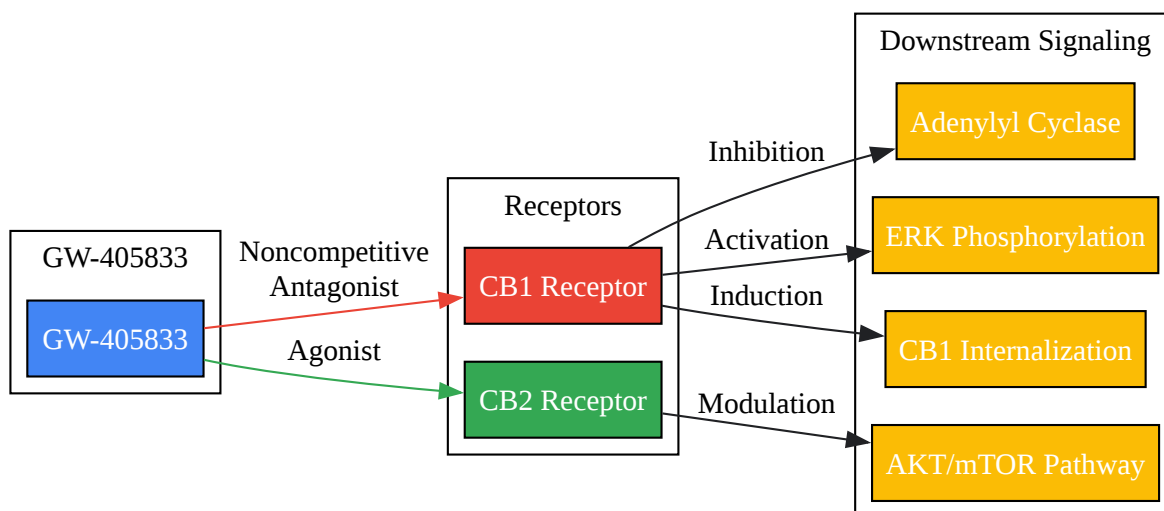 GW-405833
GW-405833
Noncompetitive
Antagonist
Agonist
Receptors
CB1 Receptor
CB2 Receptor
Inhibition
Activation
Induction
Modulation
Downstream Signaling
Adenylyl Cyclase
ERK Phosphorylation
CB1 Internalization
AKT/mTOR Pathway